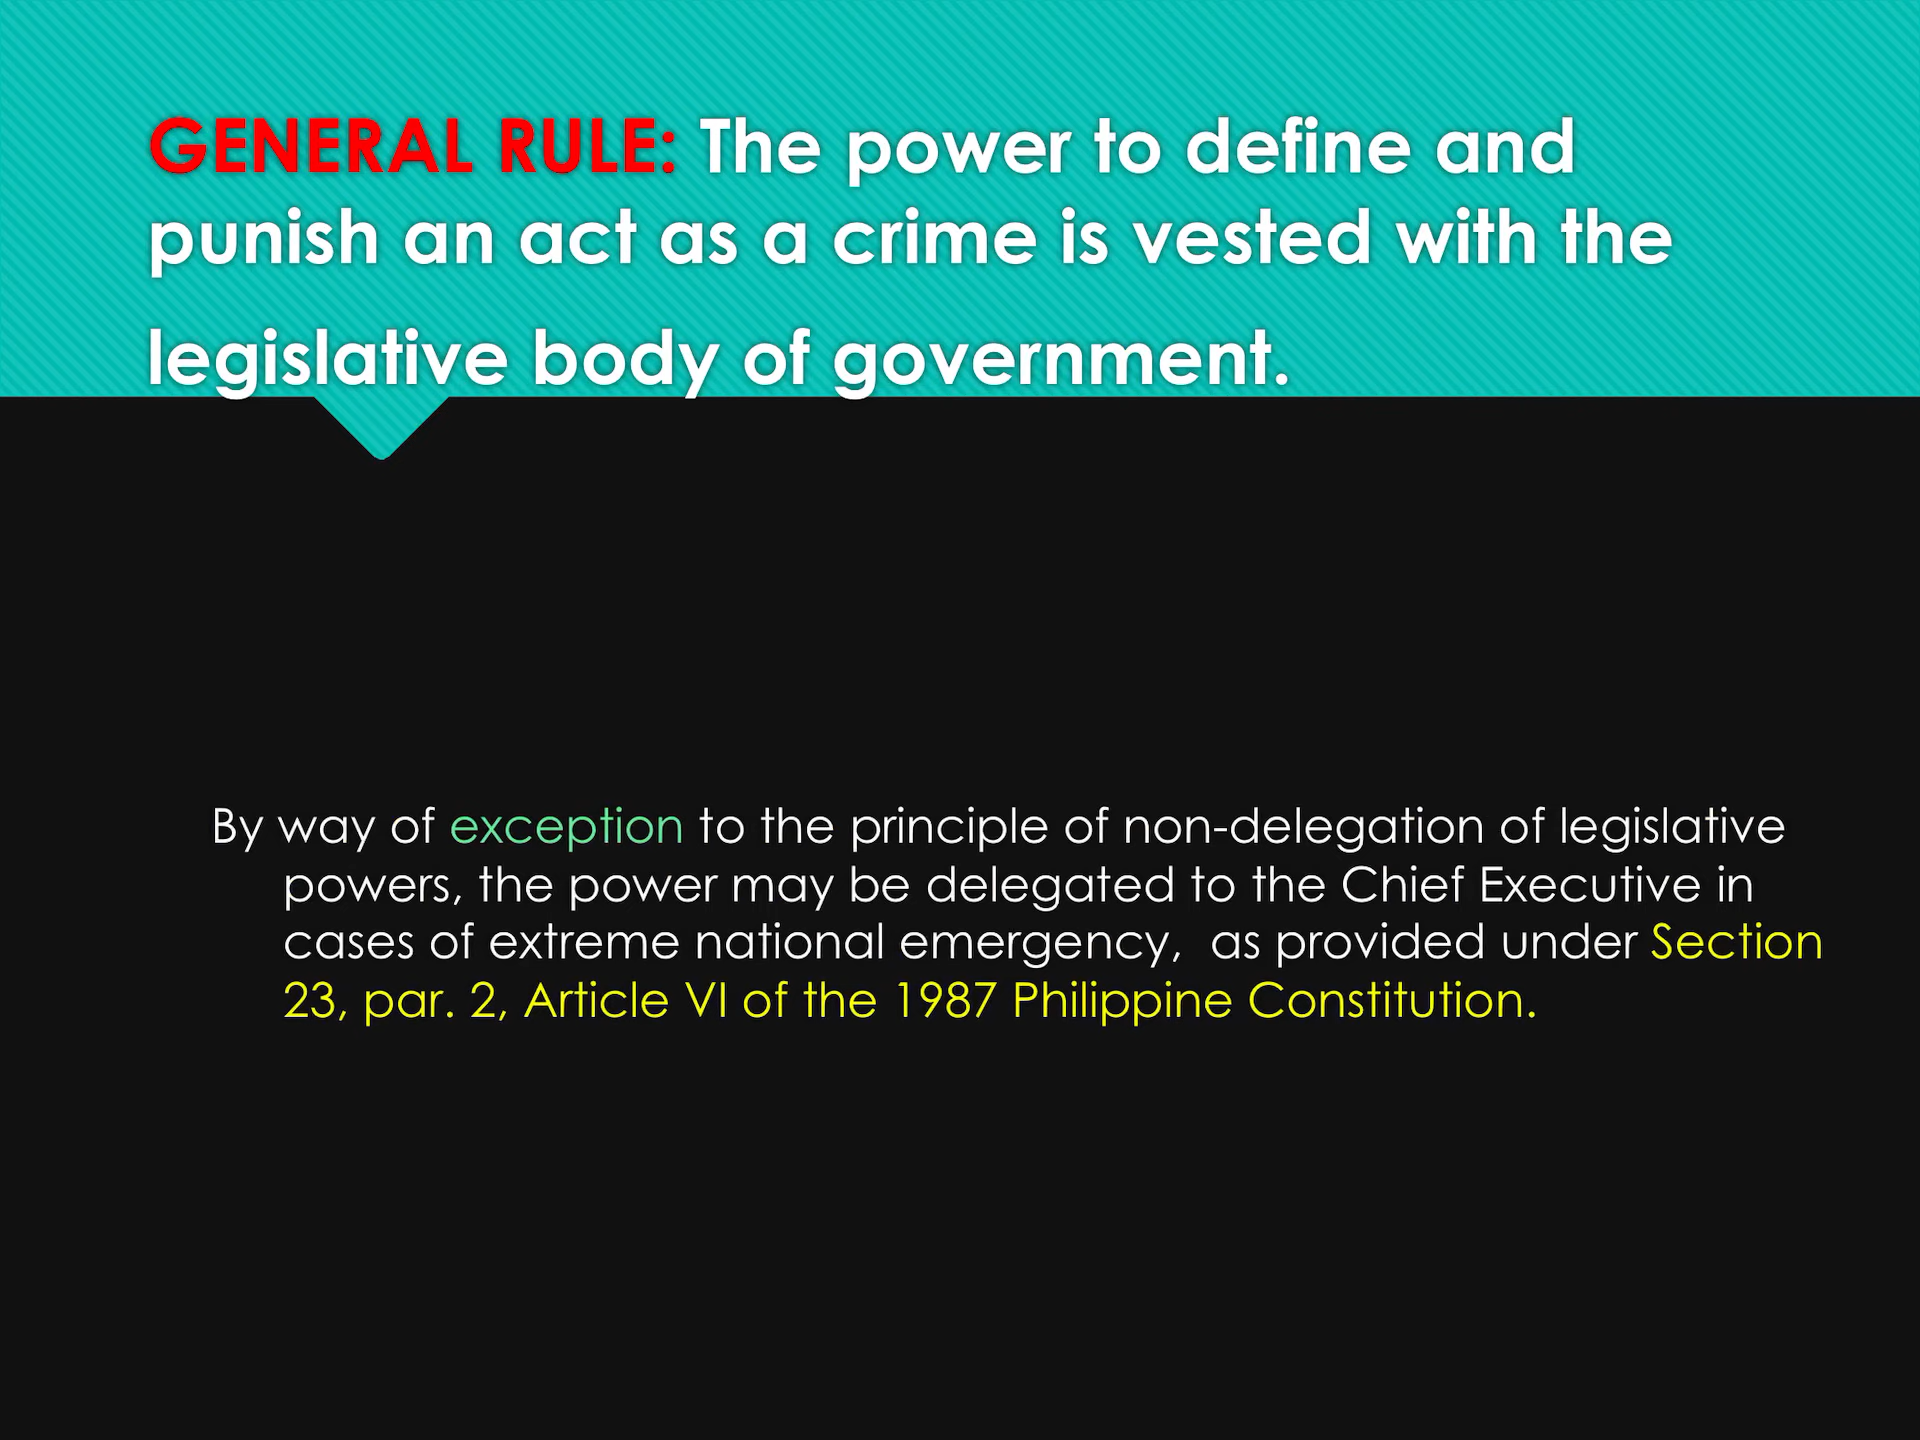 GENERAL RULE: The power to define and
punish an act as a crime is vested with the
legislative body of government.
By way of exception to the principle of non-delegation of legislative
powers, the power may be delegated to the Chief Executive in
cases of extreme national emergency,  as provided under Section
23, par. 2, Article VI of the 1987 Philippine Constitution.